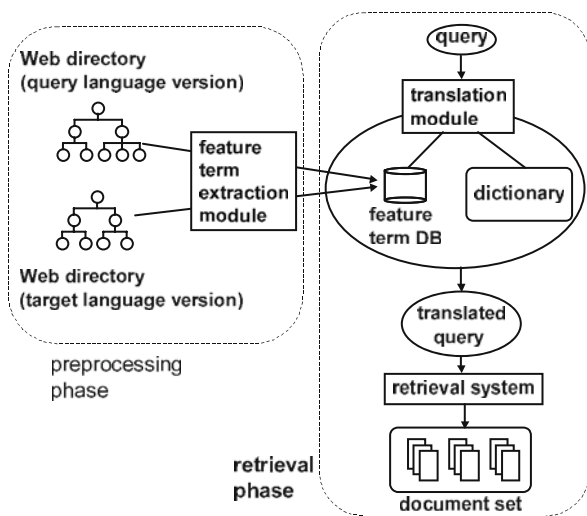 Web directory
(query language version)
feature
term
extraction
module
Web directory
(target language version)
preprocessing
phase
query
translation
module
feature
term DB
dictionary
translated
query
retrieval system
document set
retrieval
phase